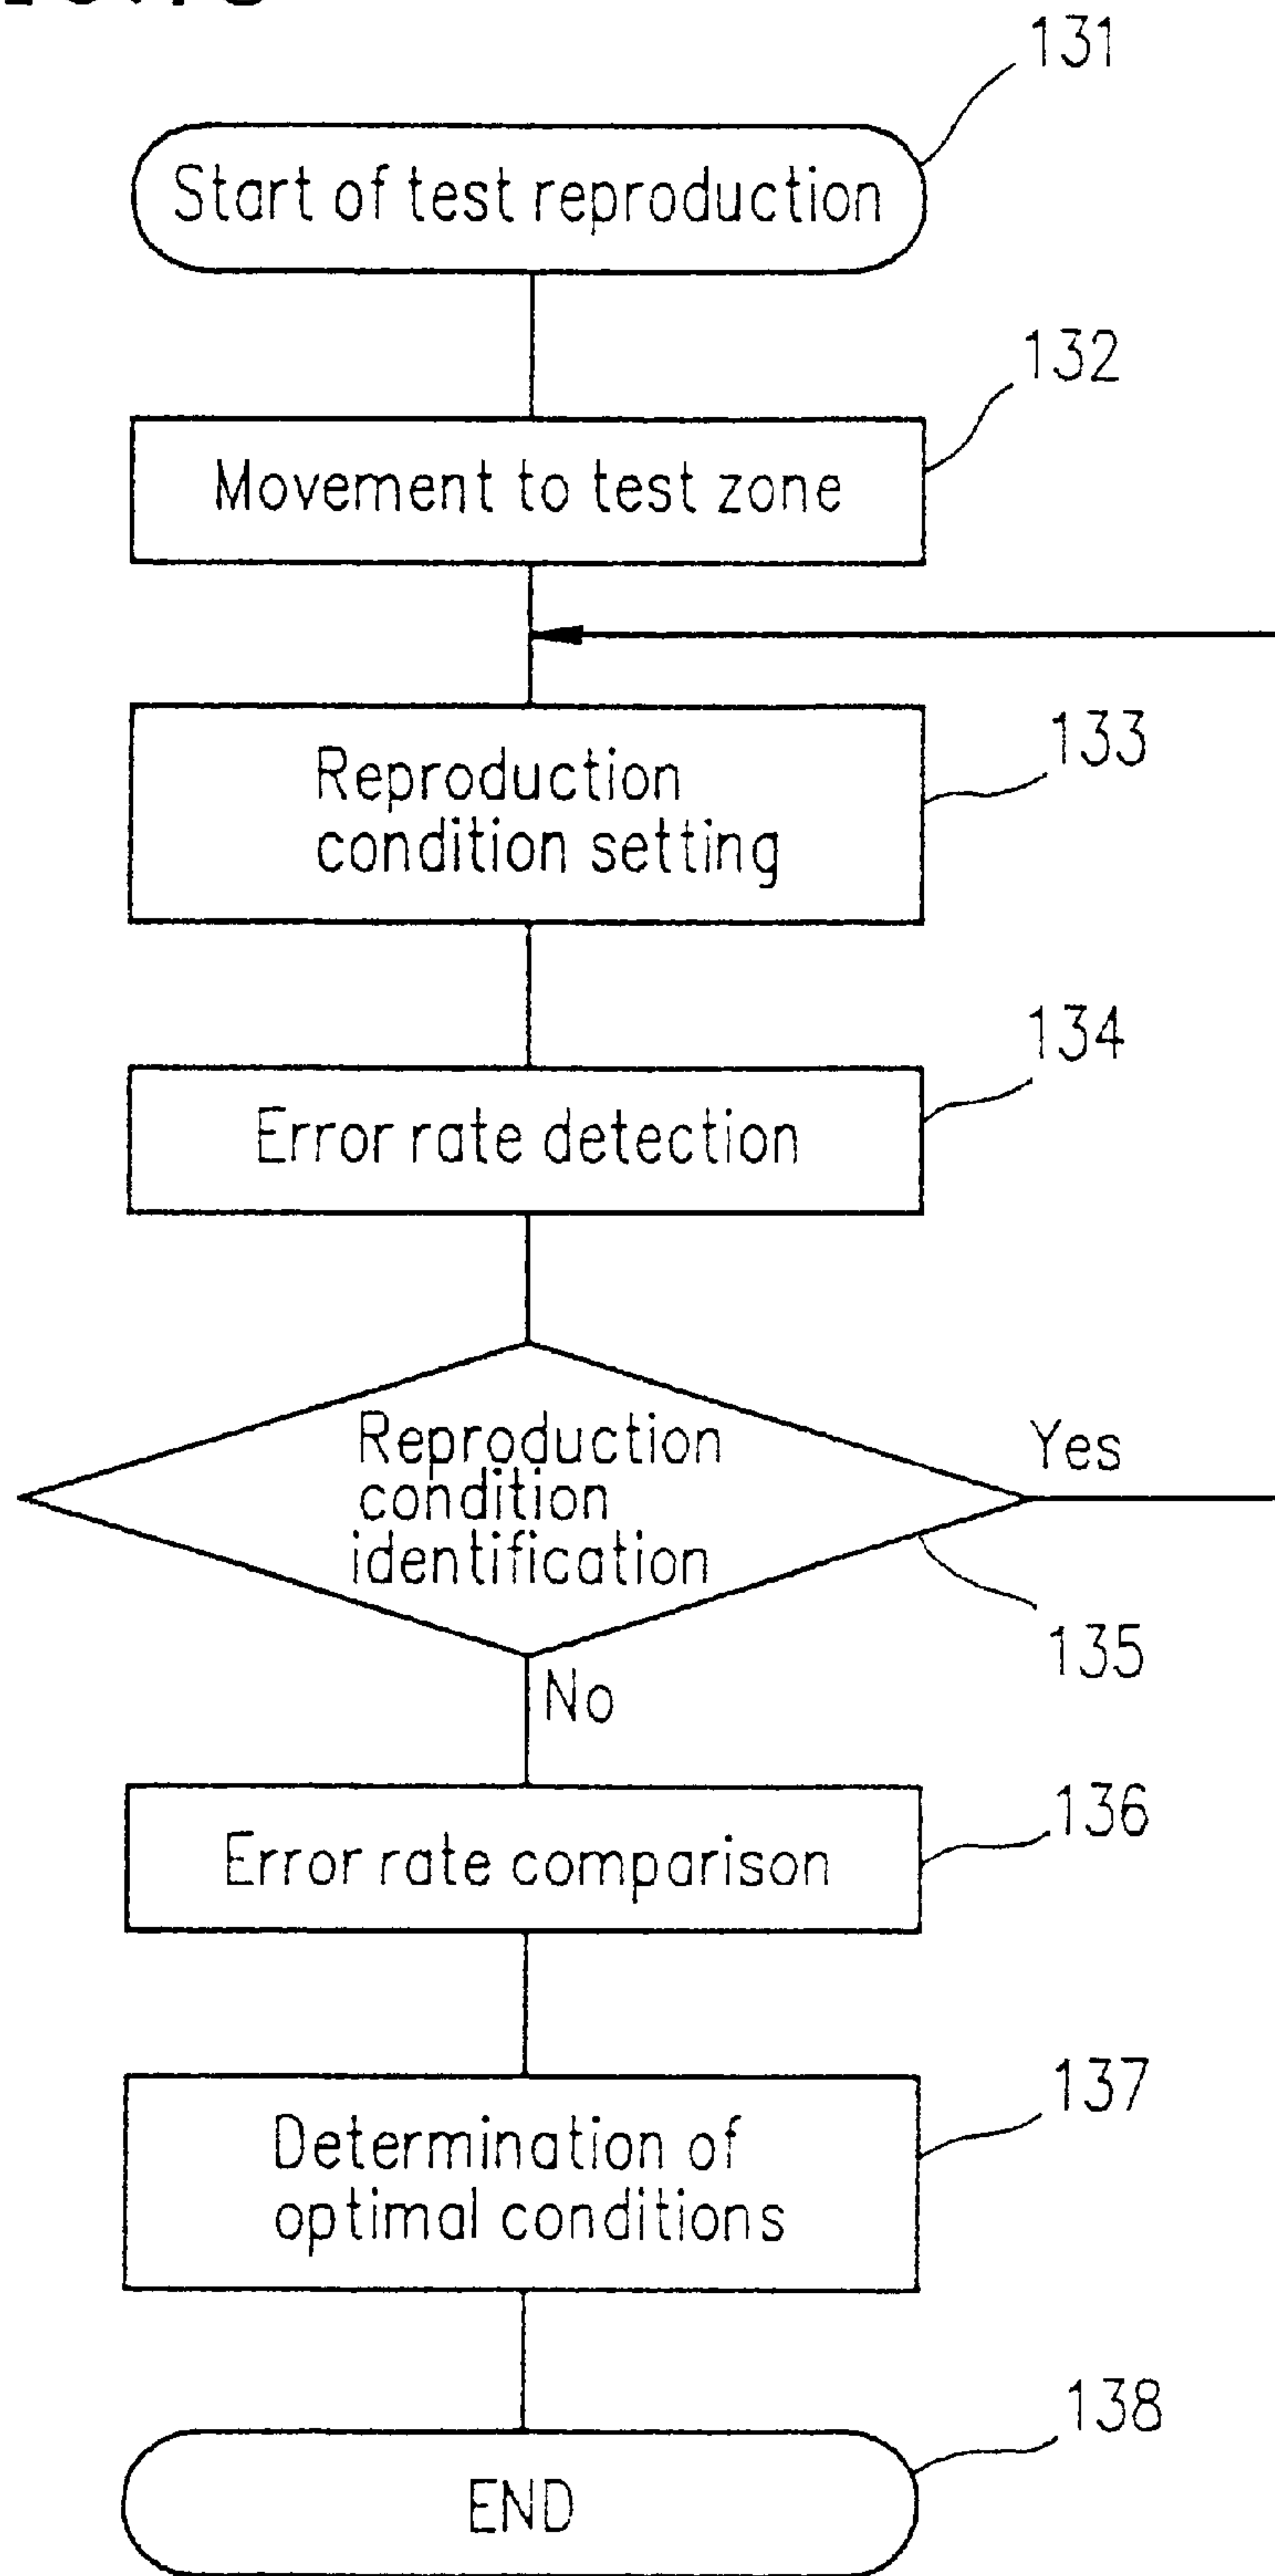 131
Start of test reproduction
132
Movement to test zone
133
Reproduction
condition setting
134
Error rate detection
Reproduction
condition
identification
Yes
135
No
136
Error rate comparison
137
Determination of
optimal conditions
138
END